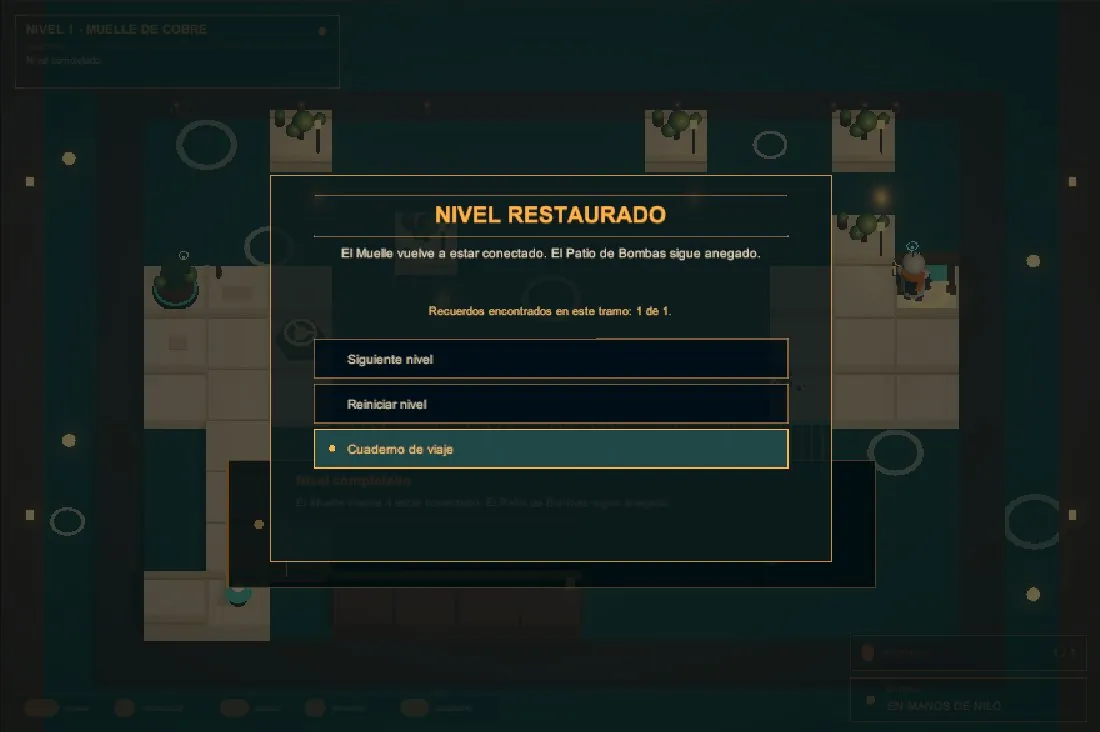 NIVEL 1 - MUELLE DE COBRE
Nivel completado
NIVEL RESTAURADO
El Muelle vuelve a estar conectado. El Patio de Bombas sigue anegado.
Recuerdos encontrados en este tramo: 1 de 1.
Siguiente nivel
Reiniciar nivel
Cuaderno de viaje
Nivel completado
El Muelle vuelve a estar conectado. El Patio de Bombas sigue anegado.
EN MANOS DE NILO